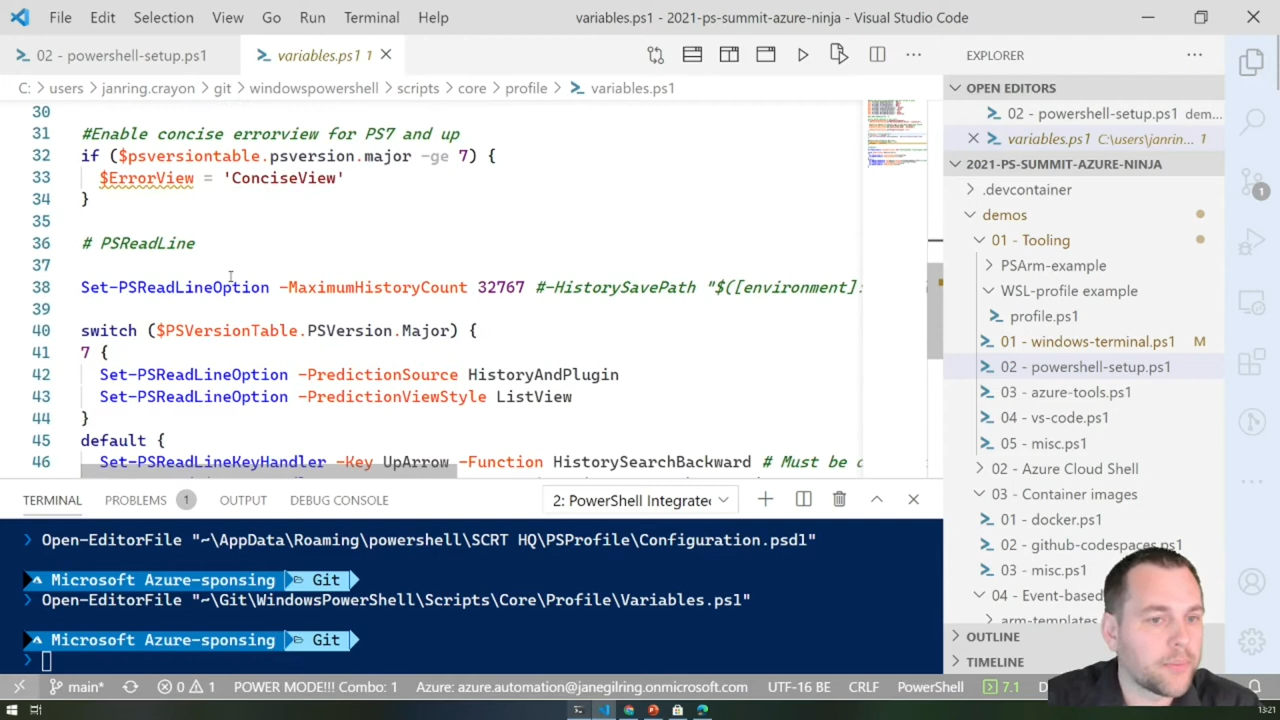 File Edit Selection View Go Run Terminal Help variables.ps1 - 2021-ps-summit-azure-ninja - Visual Studio Code
02 - powershell-setup.ps1 variables.ps1 1
C: > users > janring.crayon > git > windowspowershell > scripts > core > profile > variables.ps1
30
31 #Enable concise errorview for PS7 and up
32 if ($psversiontable.psversion.major -ge 7) {
33 $ErrorView = 'ConciseView'
34 }
35
36 # PSReadLine
37
38 Set-PSReadLineOption -MaximumHistoryCount 32767 #-HistorySavePath "$([environment]:
39
40 switch ($PSVersionTable.PSVersion.Major) {
41 7 {
42 Set-PSReadLineOption -PredictionSource HistoryAndPlugin
43 Set-PSReadLineOption -PredictionViewStyle ListView
44 }
45 default {
46 Set-PSReadLineKeyHandler -Key UpArrow -Function HistorySearchBackward # Must be
TERMINAL PROBLEMS 1 OUTPUT DEBUG CONSOLE 2: PowerShell Integrated
> Open-EditorFile "~\AppData\Roaming\powershell\SCRT HQ\PSProfile\Configuration.psd1"
Microsoft Azure-sponsing Git
> Open-EditorFile "~\Git\WindowsPowerShell\Scripts\Core\Profile\Variables.ps1"
Microsoft Azure-sponsing Git
>
EXPLORER
OPEN EDITORS
02 - powershell-setup.ps1 dem...
variables.ps1 C:\users\janrin... 1
2021-PS-SUMMIT-AZURE-NINJA
.devcontainer
demos
01 - Tooling
PSArm-example
WSL-profile example
profile.ps1
01 - windows-terminal.ps1 M
02 - powershell-setup.ps1
03 - azure-tools.ps1
04 - vs-code.ps1
05 - misc.ps1
02 - Azure Cloud Shell
03 - Container images
01 - docker.ps1
02 - github-codespaces.ps1
03 - misc.ps1
04 - Event-based
arm-templates
OUTLINE
TIMELINE
1
main* 0 1 POWER MODE!!! Combo: 1 Azure: azure.automation@janegilring.onmicrosoft.com UTF-16 BE CRLF PowerShell 7.1
13:21